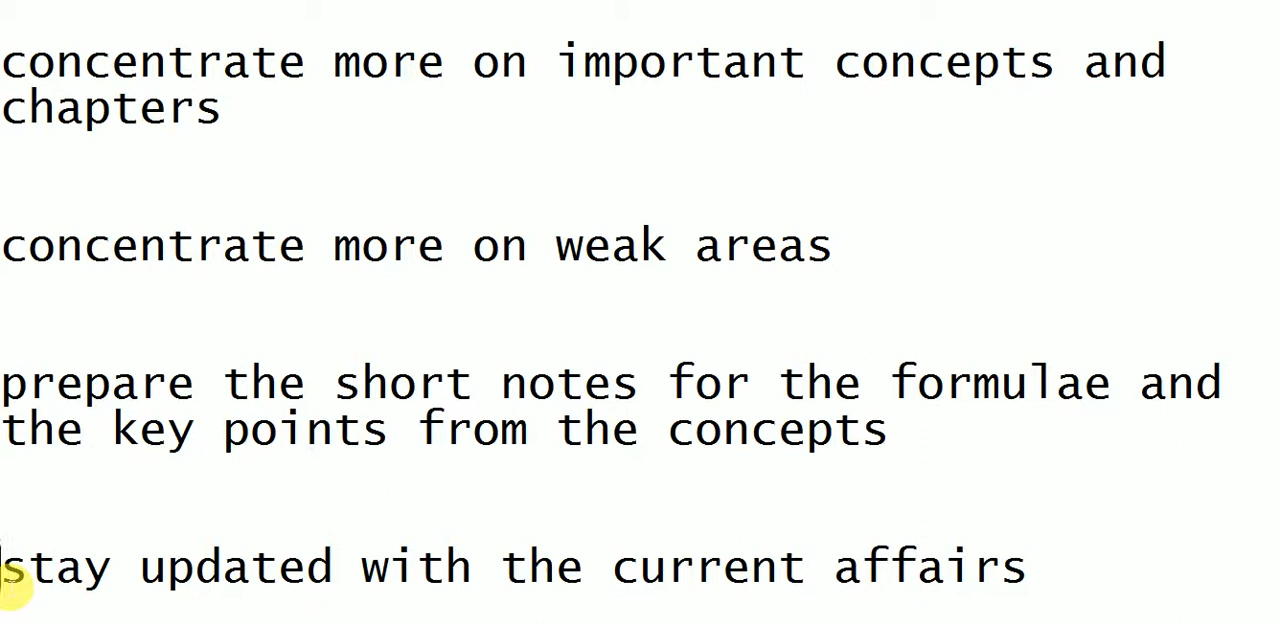 concentrate more on important concepts and
chapters
concentrate more on weak areas
prepare the short notes for the formulae and
the key points from the concepts
stay updated with the current affairs